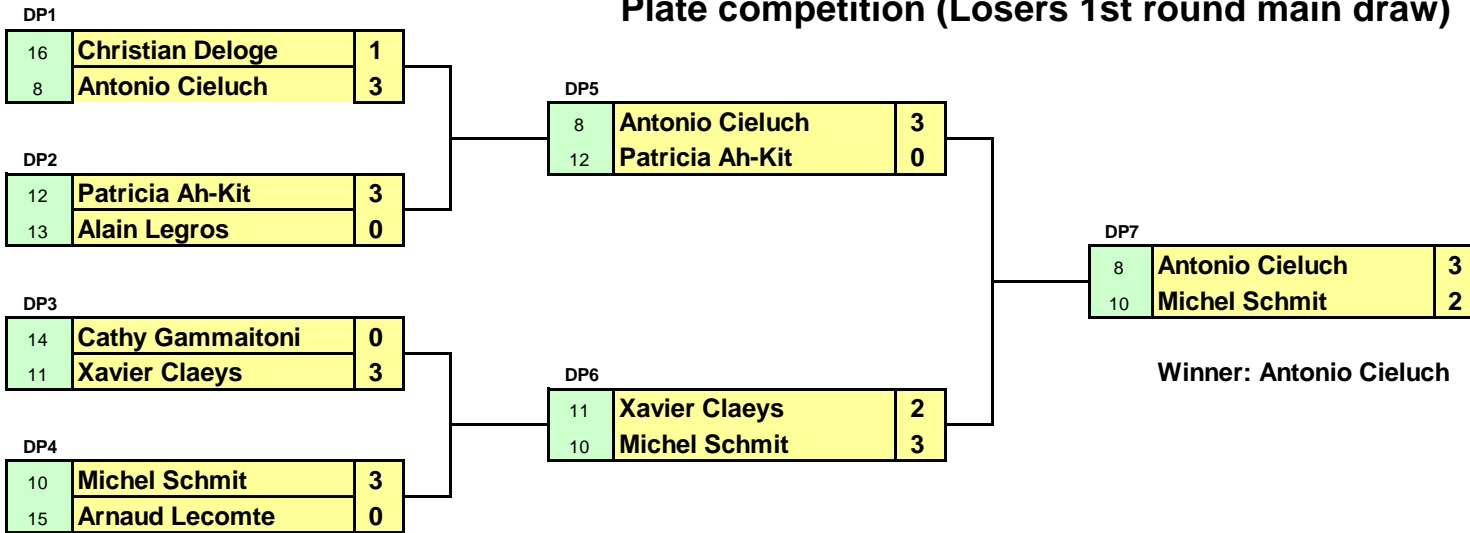 Plate competition (Losers 1st round main draw)
DP1
16 Christian Deloge 1
8 Antonio Cieluch 3
DP2
12 Patricia Ah-Kit 3
13 Alain Legros 0
DP3
14 Cathy Gammaitoni 0
11 Xavier Claeys 3
DP4
10 Michel Schmit 3
15 Arnaud Lecomte 0
DP5
8 Antonio Cieluch 3
12 Patricia Ah-Kit 0
DP6
11 Xavier Claeys 2
10 Michel Schmit 3
DP7
8 Antonio Cieluch 3
10 Michel Schmit 2
Winner: Antonio Cieluch